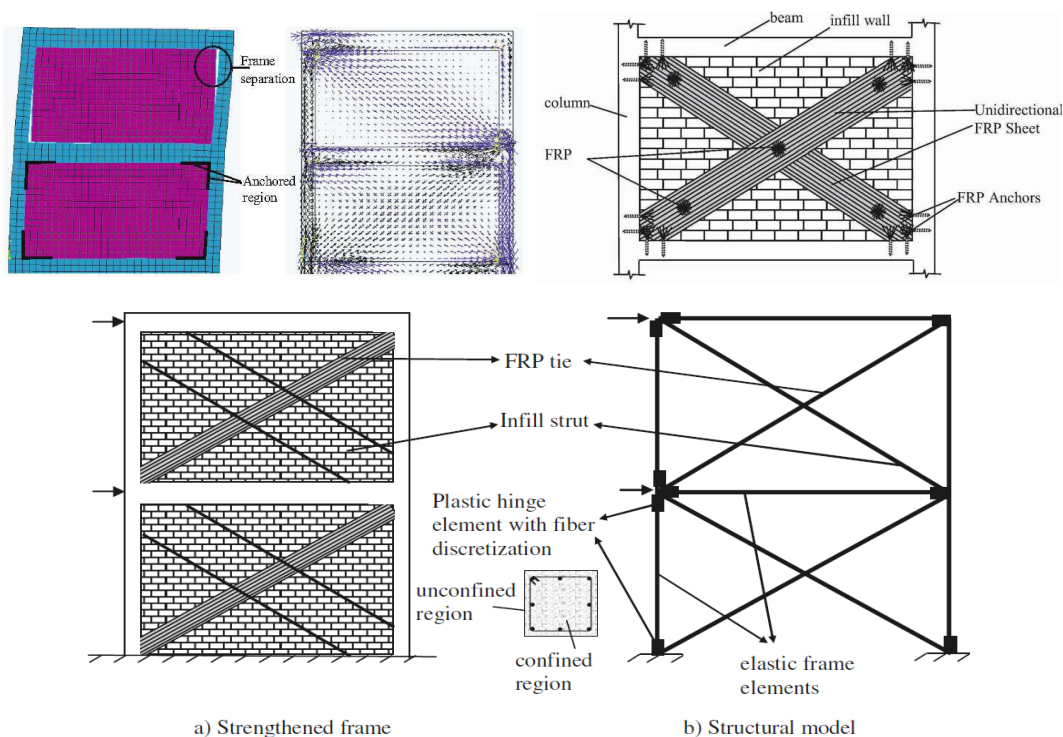 Frame
separation
Anchored
region
beam
infill wall
column
Unidirectional
FRP Sheet
FRP
FRP Anchors
FRP tie
Infill strut
Plastic hinge
element with fiber
discretization
unconfined
region
confined
region
elastic frame
elements
a) Strengthened frame
b) Structural model